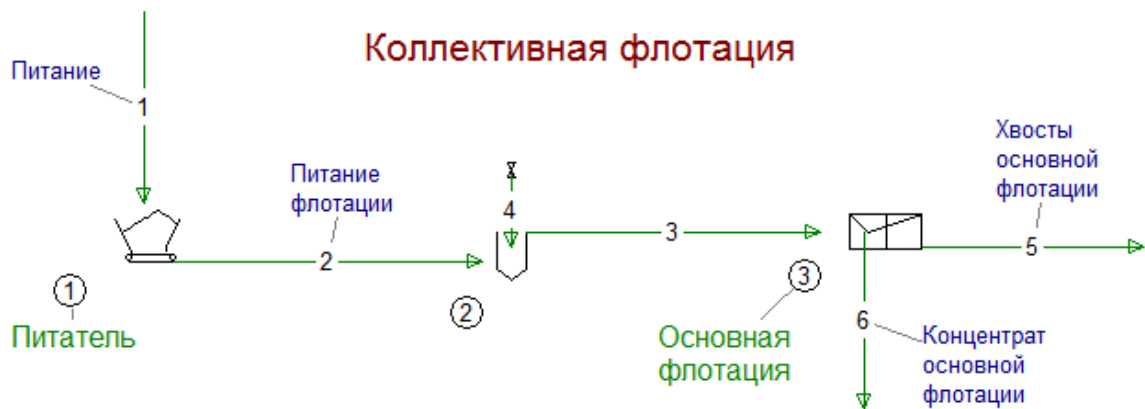 Коллективная флотация
Питание
1
Питание
флотации
Хвосты
основной
флотации
4
3
2
5
1
Питатель
2
3
Основная
флотация
6
Концентрат
основной
флотации